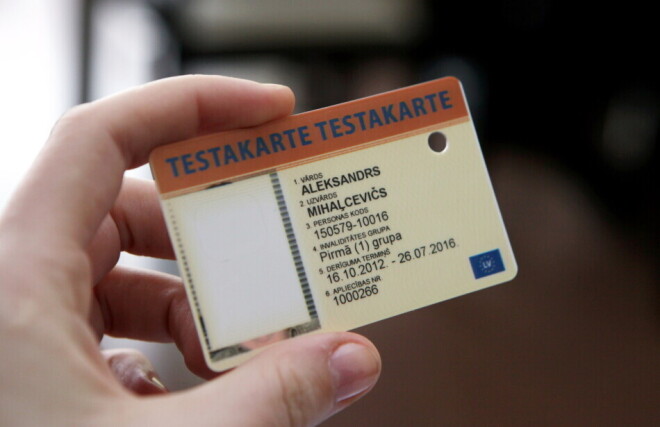 TESTAKARTE TESTAKARTE
1. VĀRDS
ALEKSANDRS
2. UZVĀRDS
MIHAĻCEVIČS
3. PERSONAS KODS
150579-10016
4. INVALIDITĀTES GRUPA
Pirmā (1) grupa
5. DERĪGUMA TERMIŅŠ
16.10.2012. - 26.07.2016.
6. APLIECĪBAS NR.
1000266
LV